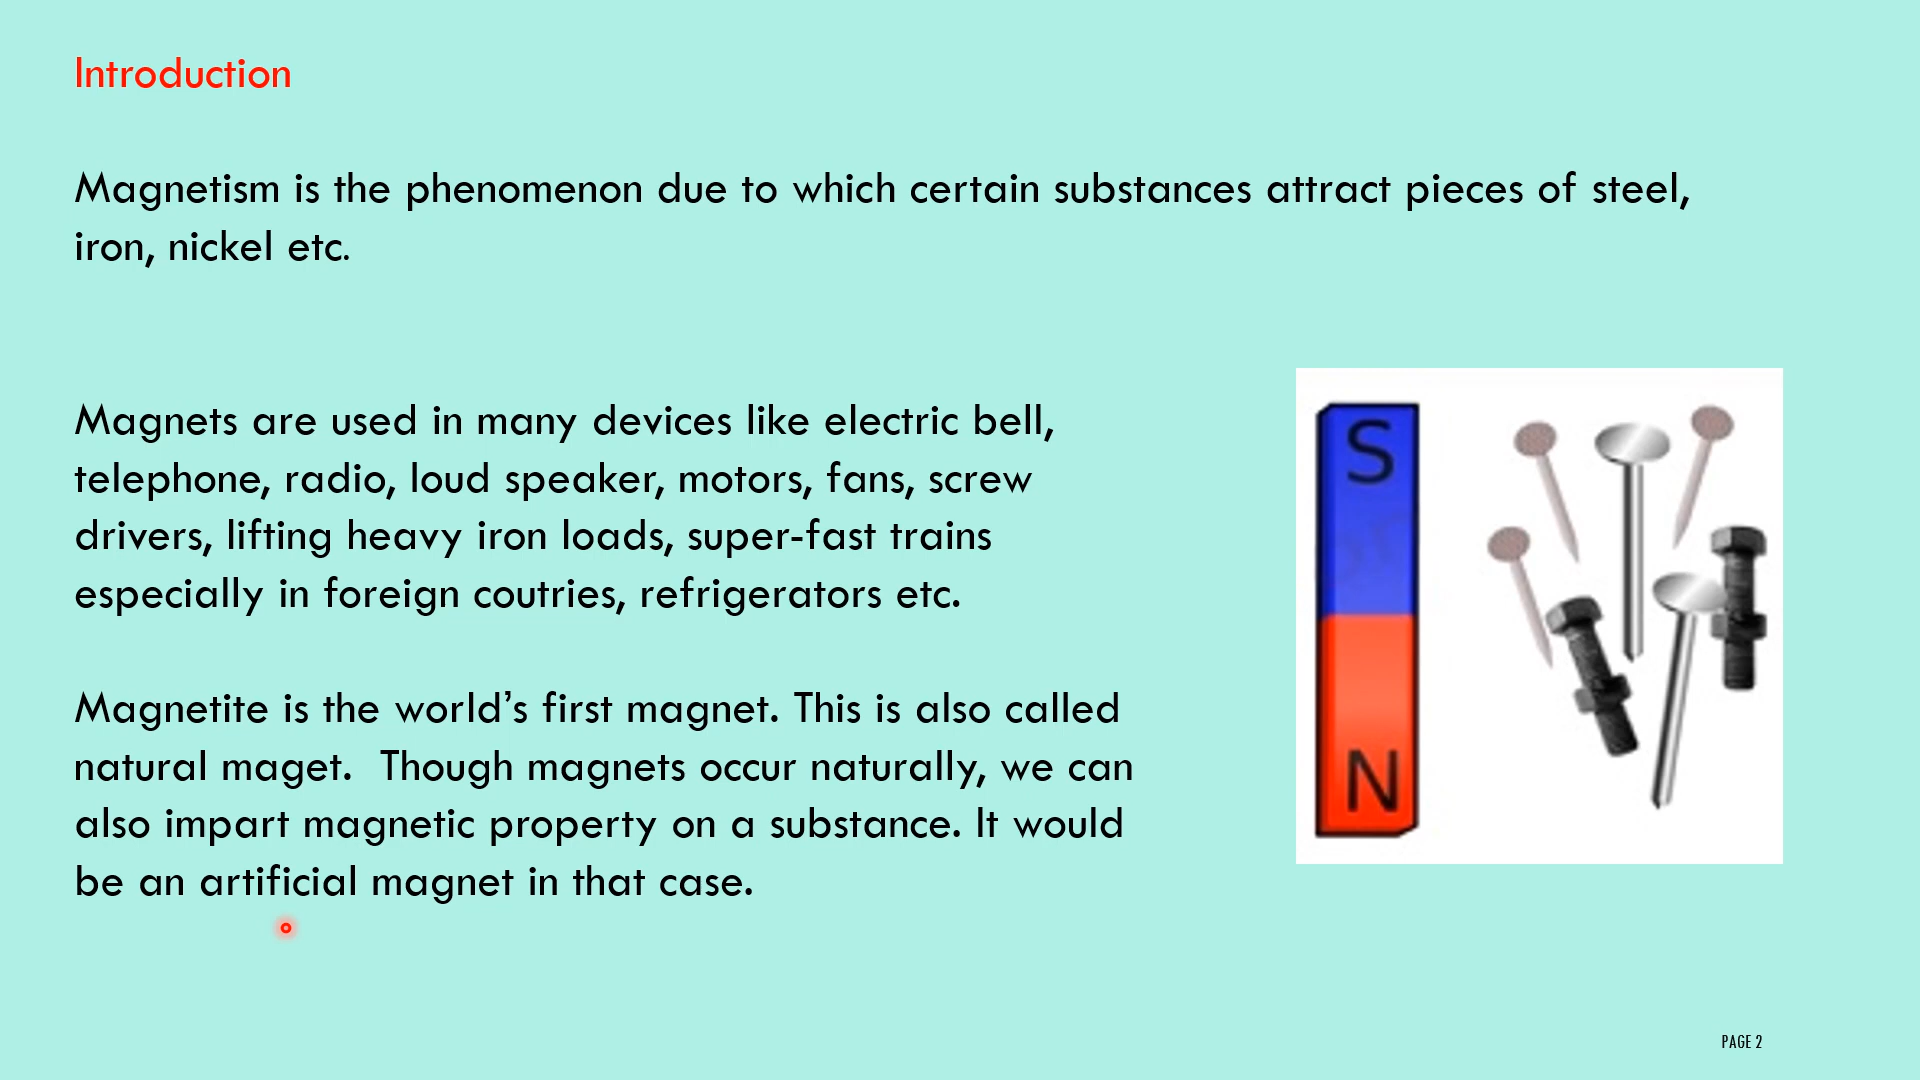 Introduction
Magnetism is the phenomenon due to which certain substances attract pieces of steel,
iron, nickel etc.
Magnets are used in many devices like electric bell,
telephone, radio, loud speaker, motors, fans, screw
drivers, lifting heavy iron loads, super-fast trains
especially in foreign coutries, refrigerators etc.
Magnetite is the world’s first magnet. This is also called
natural maget.  Though magnets occur naturally, we can
also impart magnetic property on a substance. It would
be an artificial magnet in that case.
S
N
PAGE 2